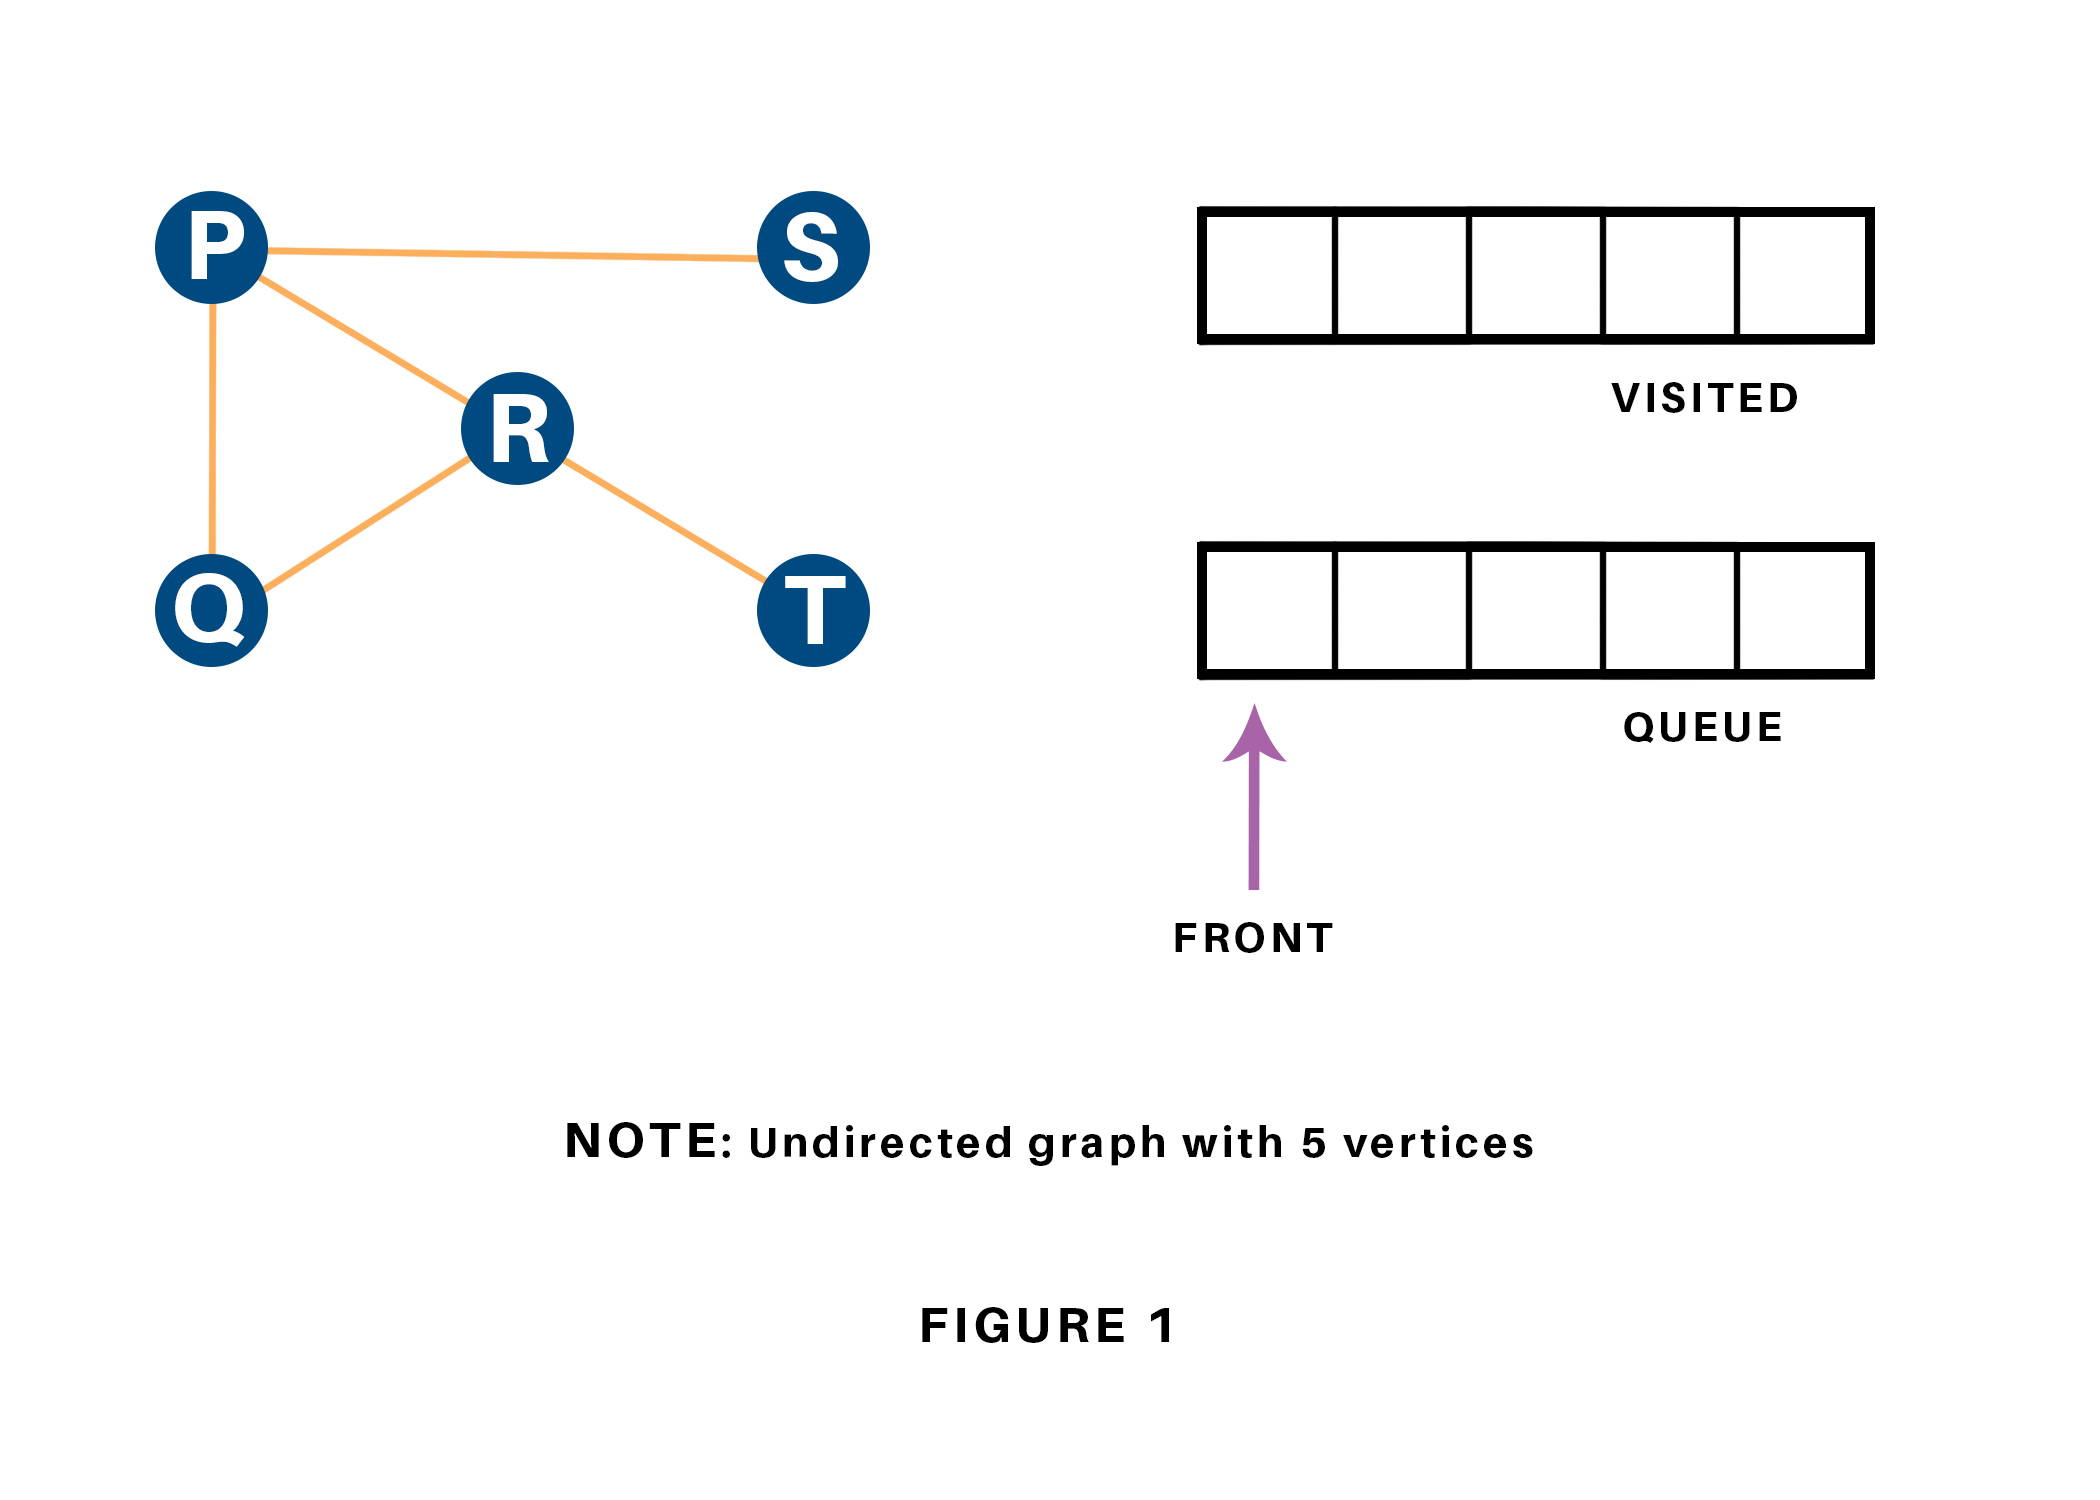 P
S
R
Q
T
VISITED
QUEUE
FRONT
NOTE: Undirected graph with 5 vertices
FIGURE 1